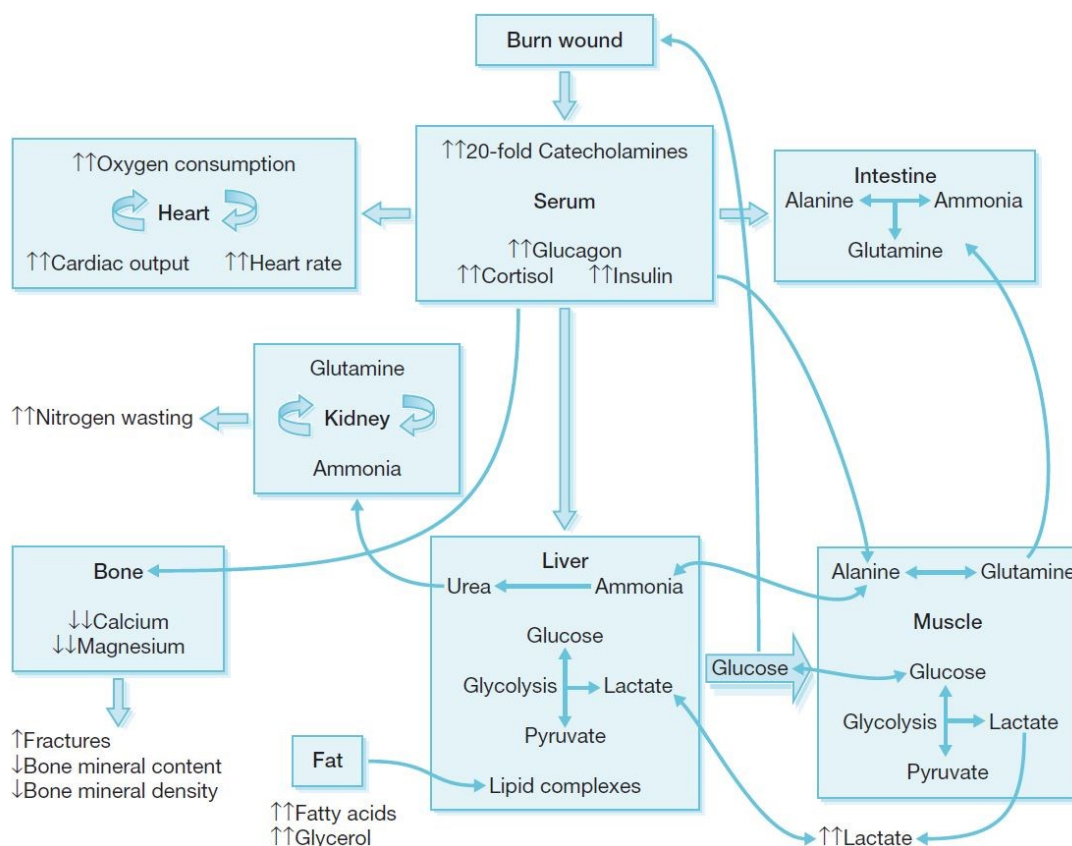 Burn wound
↑↑Oxygen consumption
Heart
↑↑Cardiac output ↑↑Heart rate
↑↑20-fold Catecholamines
Serum
↑↑Glucagon
↑↑Cortisol ↑↑Insulin
Intestine
Alanine Ammonia
Glutamine
↑↑Nitrogen wasting
Glutamine
Kidney
Ammonia
Bone
↓↓Calcium
↓↓Magnesium
↑Fractures
↓Bone mineral content
↓Bone mineral density
Fat
↑↑Fatty acids
↑↑Glycerol
Liver
Urea Ammonia
Glucose
Glycolysis Lactate
Pyruvate
Lipid complexes
Glucose
Alanine Glutamine
Muscle
Glucose
Glycolysis Lactate
Pyruvate
↑↑Lactate